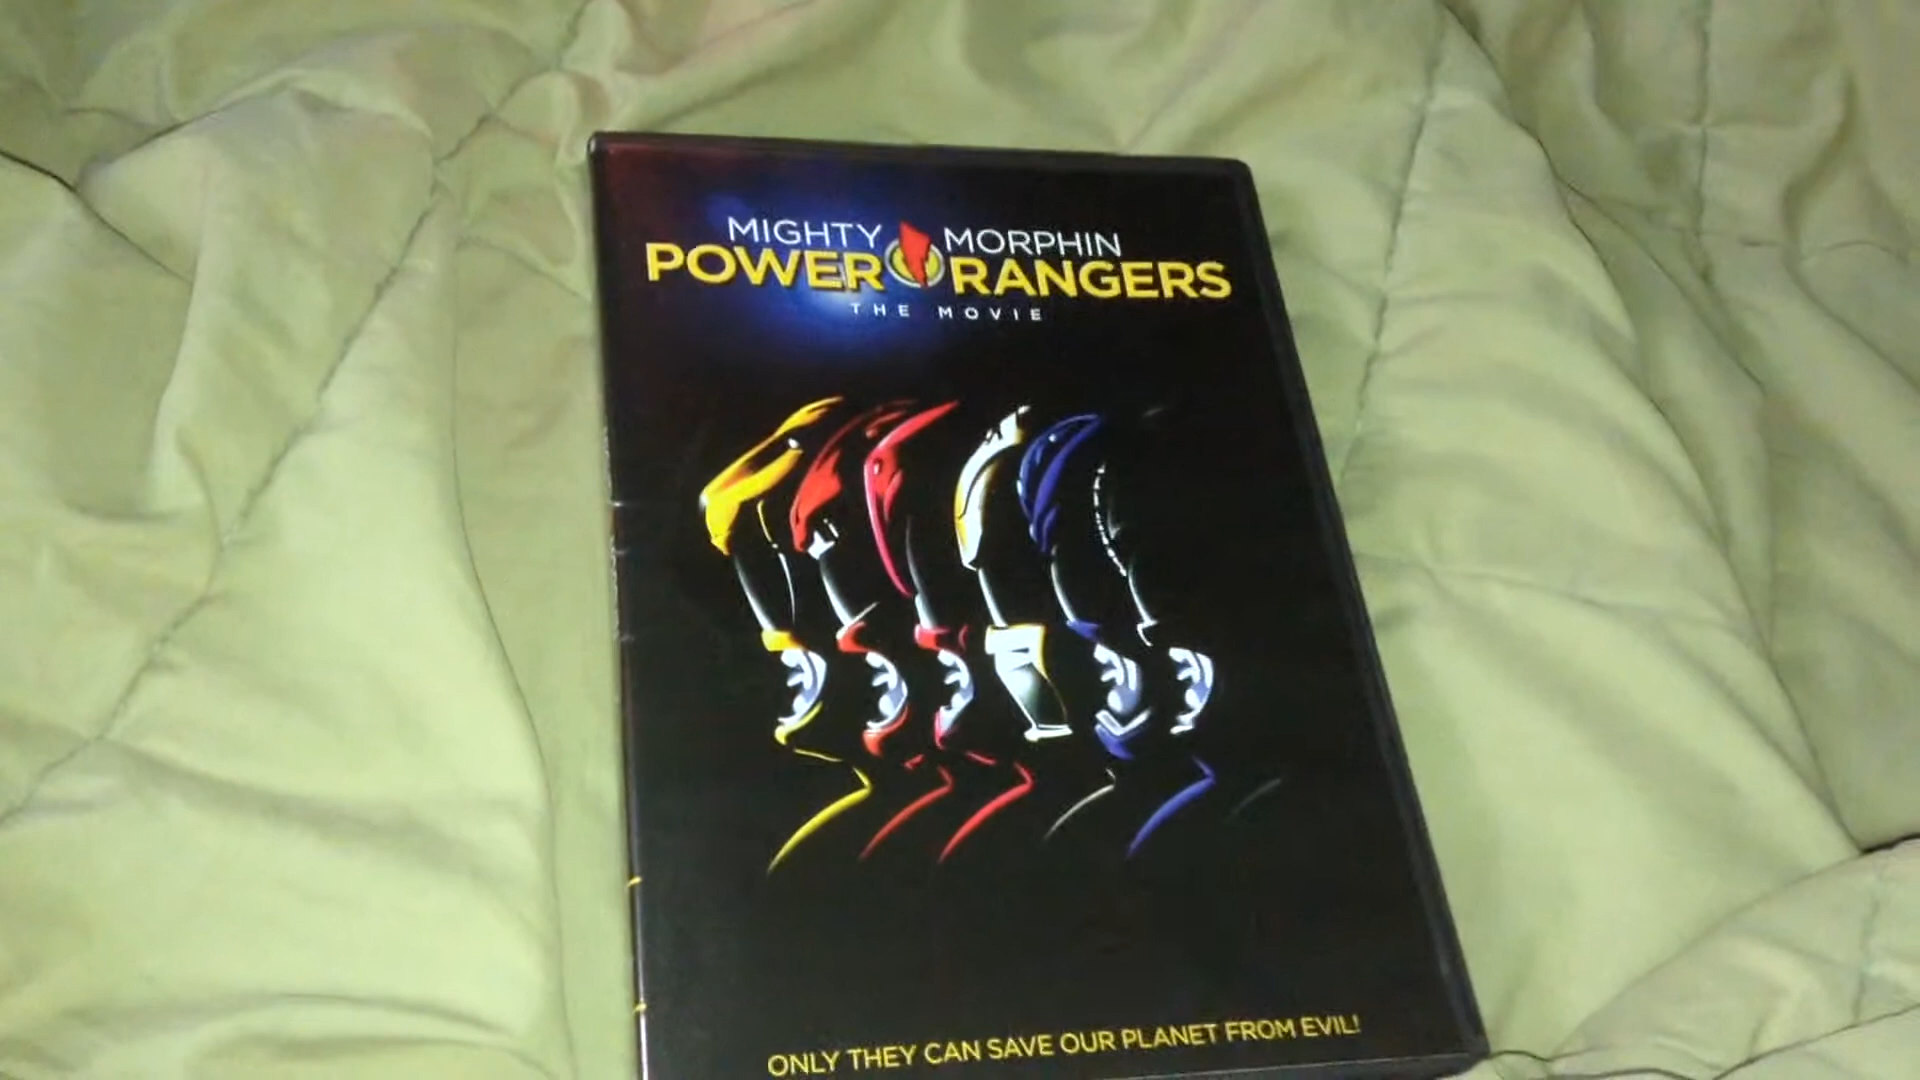 MIGHTY MORPHIN
POWER RANGERS
THE MOVIE
ONLY THEY CAN SAVE OUR PLANET FROM EVIL!